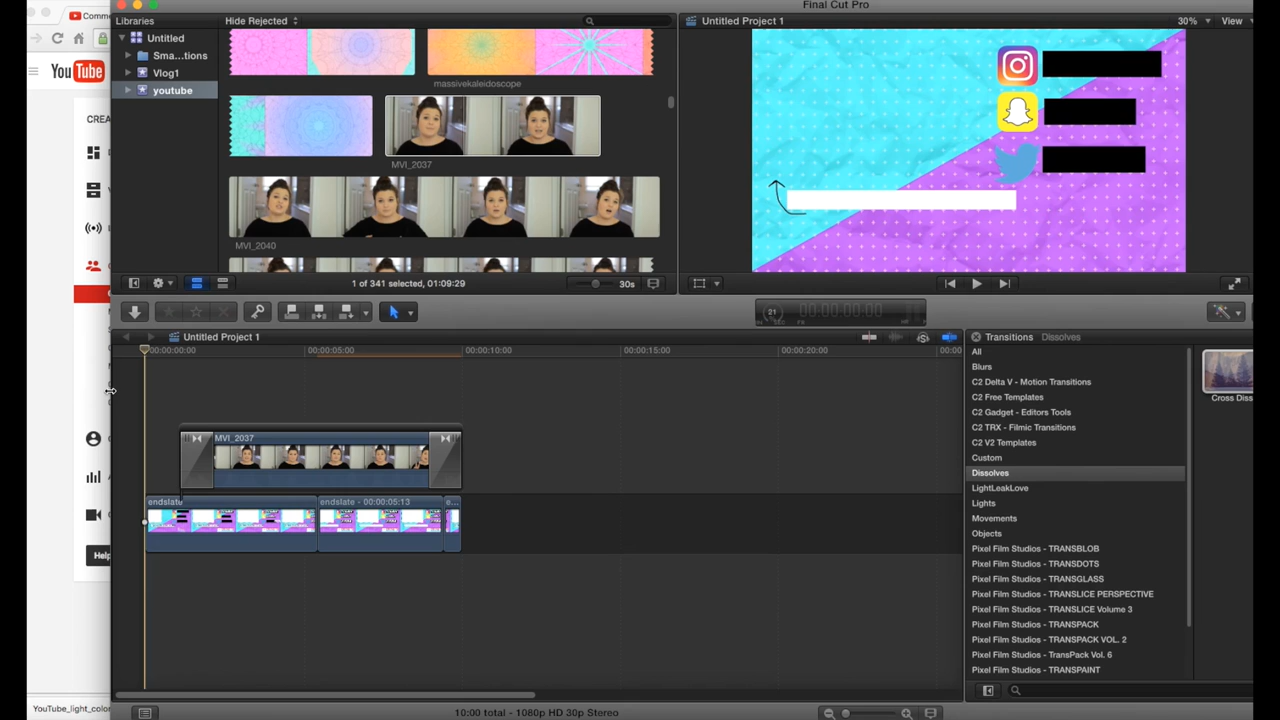 Final Cut Pro
Comme
YouTube
CREA
Help
YouTube_light_color
Libraries
Hide Rejected
Untitled
Sma...tions
Vlog1
youtube
massivekaleidoscope
MVI_2037
MVI_2040
1 of 341 selected, 01:09:29
30s
Untitled Project 1
30%
View
21
00:00:00:00
Untitled Project 1
00:00:00:00
00:00:05:00
00:00:10:00
00:00:15:00
00:00:20:00
00:00
MVI_2037
endslate
endslate - 00:00:05:13
e...
Transitions
Dissolves
All
Blurs
C2 Delta V - Motion Transitions
C2 Free Templates
C2 Gadget - Editors Tools
C2 TRX - Filmic Transitions
C2 V2 Templates
Custom
Dissolves
LightLeakLove
Lights
Movements
Objects
Pixel Film Studios - TRANSBLOB
Pixel Film Studios - TRANSDOTS
Pixel Film Studios - TRANSGLASS
Pixel Film Studios - TRANSLICE PERSPECTIVE
Pixel Film Studios - TRANSLICE Volume 3
Pixel Film Studios - TRANSPACK
Pixel Film Studios - TRANSPACK VOL. 2
Pixel Film Studios - TransPack Vol. 6
Pixel Film Studios - TRANSPAINT
Cross Diss
10:00 total - 1080p HD 30p Stereo